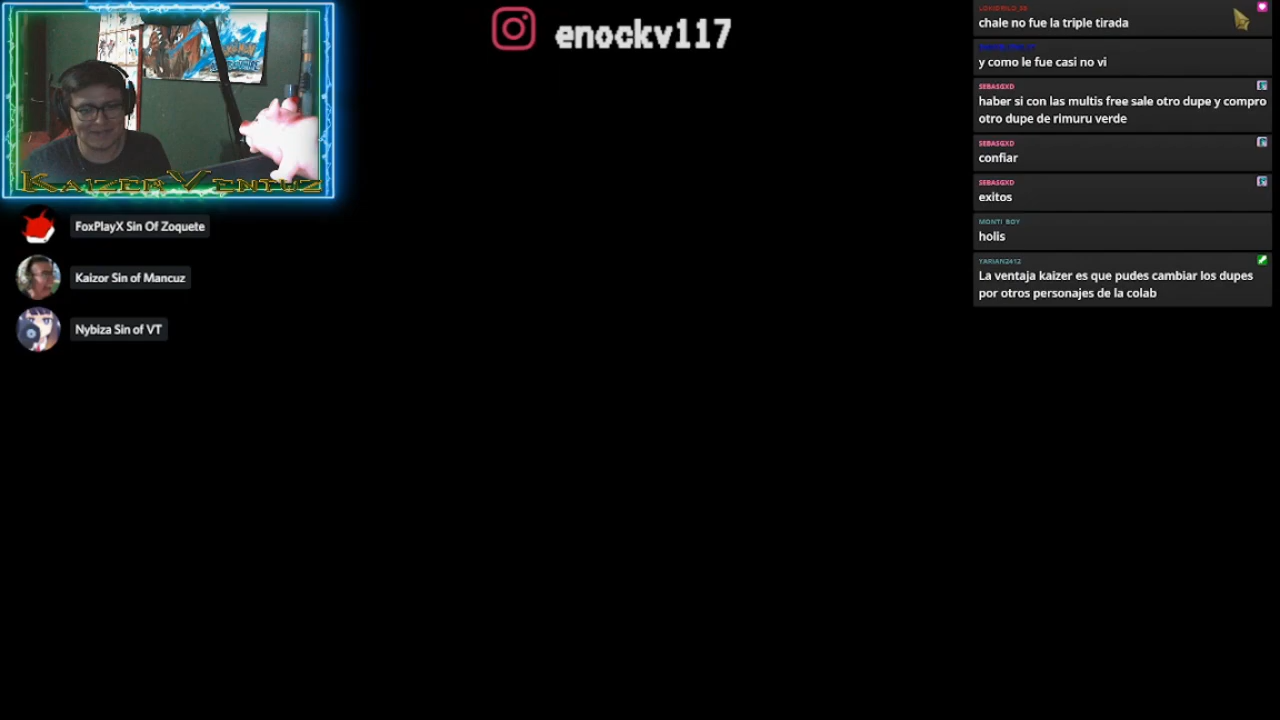 KaizerVentuz
FoxPlayX Sin Of Zoquete
Kaizor Sin of Mancuz
Nybiza Sin of VT
enockv117
chale no fue la triple tirada
y como le fue casi no vi
SEBASGXD
haber si con las multis free sale otro dupe y compro
otro dupe de rimuru verde
SEBASGXD
confiar
SEBASGXD
exitos
MONTI_BOY
holis
YARIAN2412
La ventaja kaizer es que pudes cambiar los dupes
por otros personajes de la colab